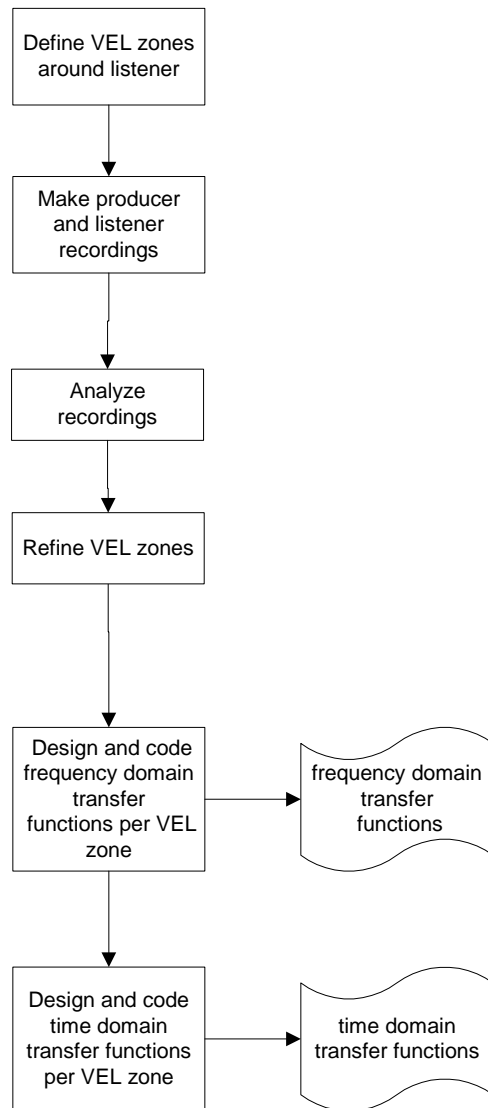 Define VEL zones
around listener
Make producer
and listener
recordings
Analyze
recordings
Refine VEL zones
Design and code
frequency domain
transfer
functions per VEL
zone
frequency domain
transfer
functions
Design and code
time domain
transfer functions
per VEL zone
time domain
transfer functions